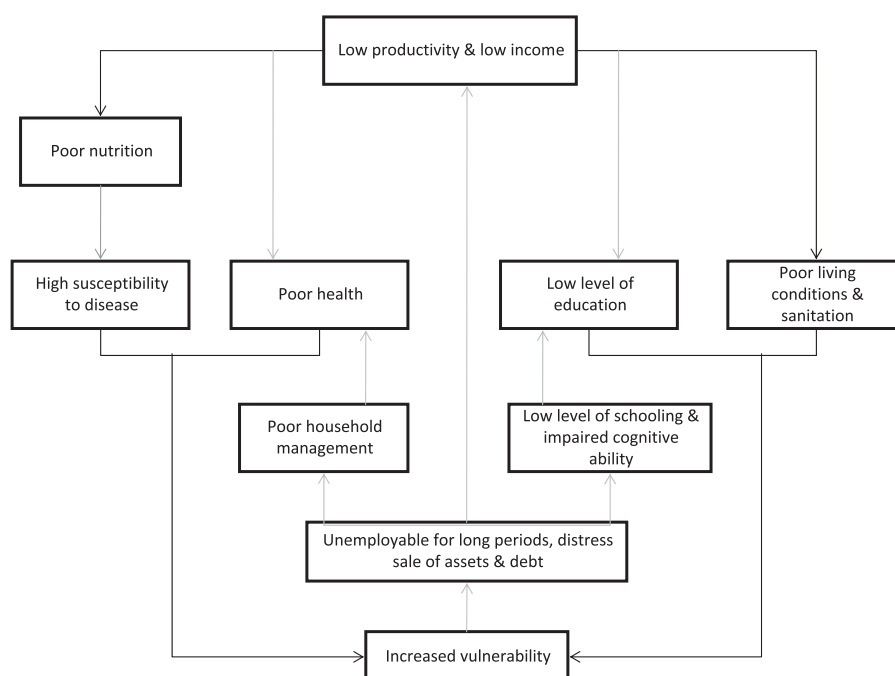 Low productivity & low income
Poor nutrition
High susceptibility
to disease
Poor health
Low level of
education
Poor living
conditions &
sanitation
Poor household
management
Low level of schooling &
impaired cognitive
ability
Unemployable for long periods, distress
sale of assets & debt
Increased vulnerability